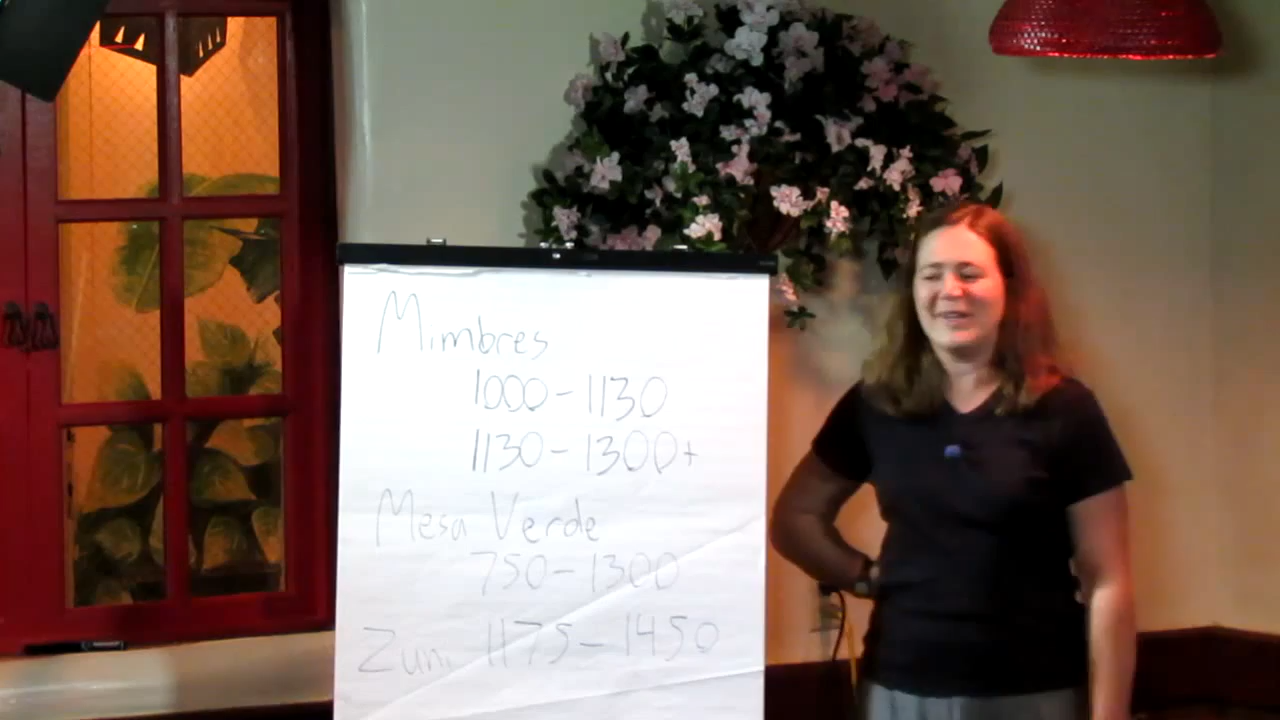 Mimbres
1000-1130
1130-1300+
Mesa Verde
750-1300
Zuni 1175-1450